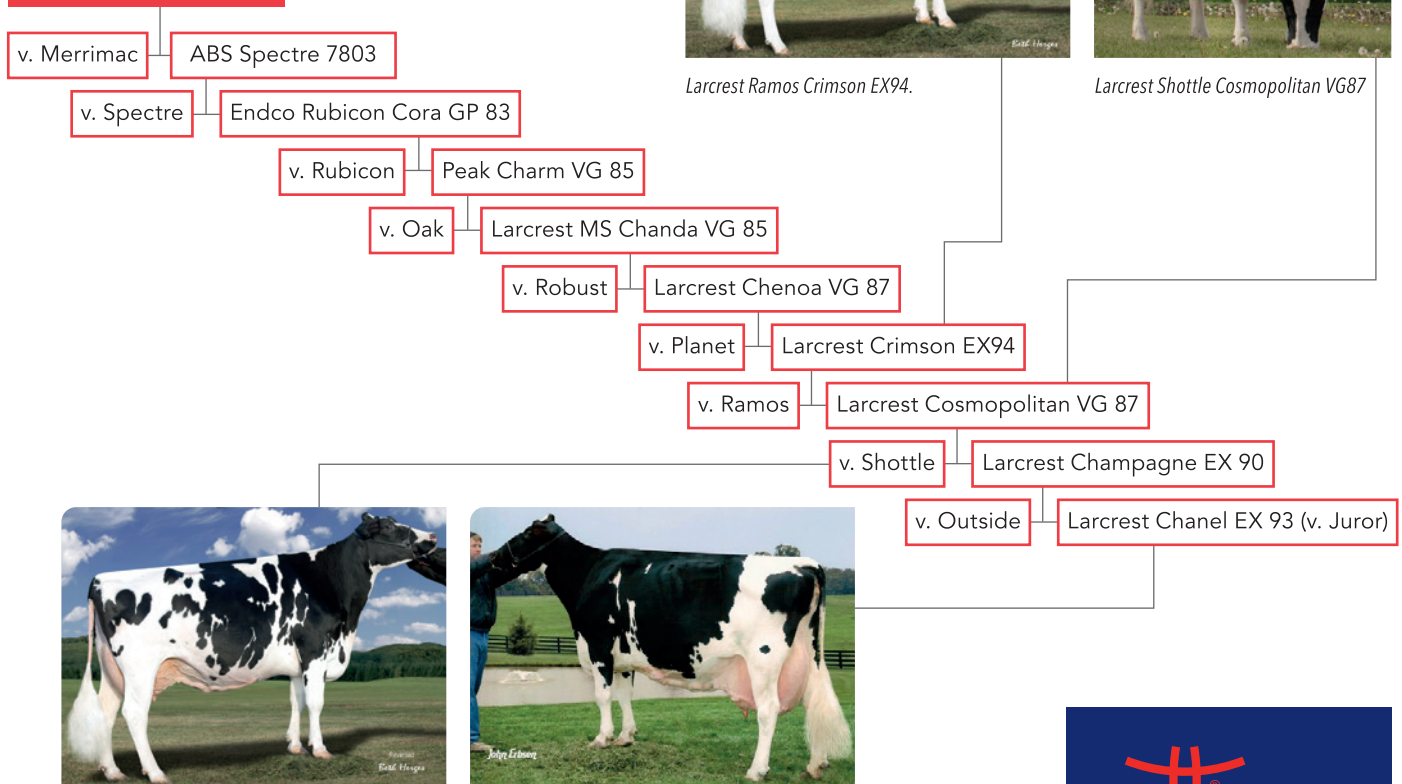 Beth Herges
Larcrest Ramos Crimson EX94.
Larcrest Shottle Cosmopolitan VG87
v. Merrimac ABS Spectre 7803
v. Spectre Endco Rubicon Cora GP 83
v. Rubicon Peak Charm VG 85
v. Oak Larcrest MS Chanda VG 85
v. Robust Larcrest Chenoa VG 87
v. Planet Larcrest Crimson EX94
v. Ramos Larcrest Cosmopolitan VG 87
v. Shottle Larcrest Champagne EX 90
v. Outside Larcrest Chanel EX 93 (v. Juror)
Beth Herges
John Erbsen
®